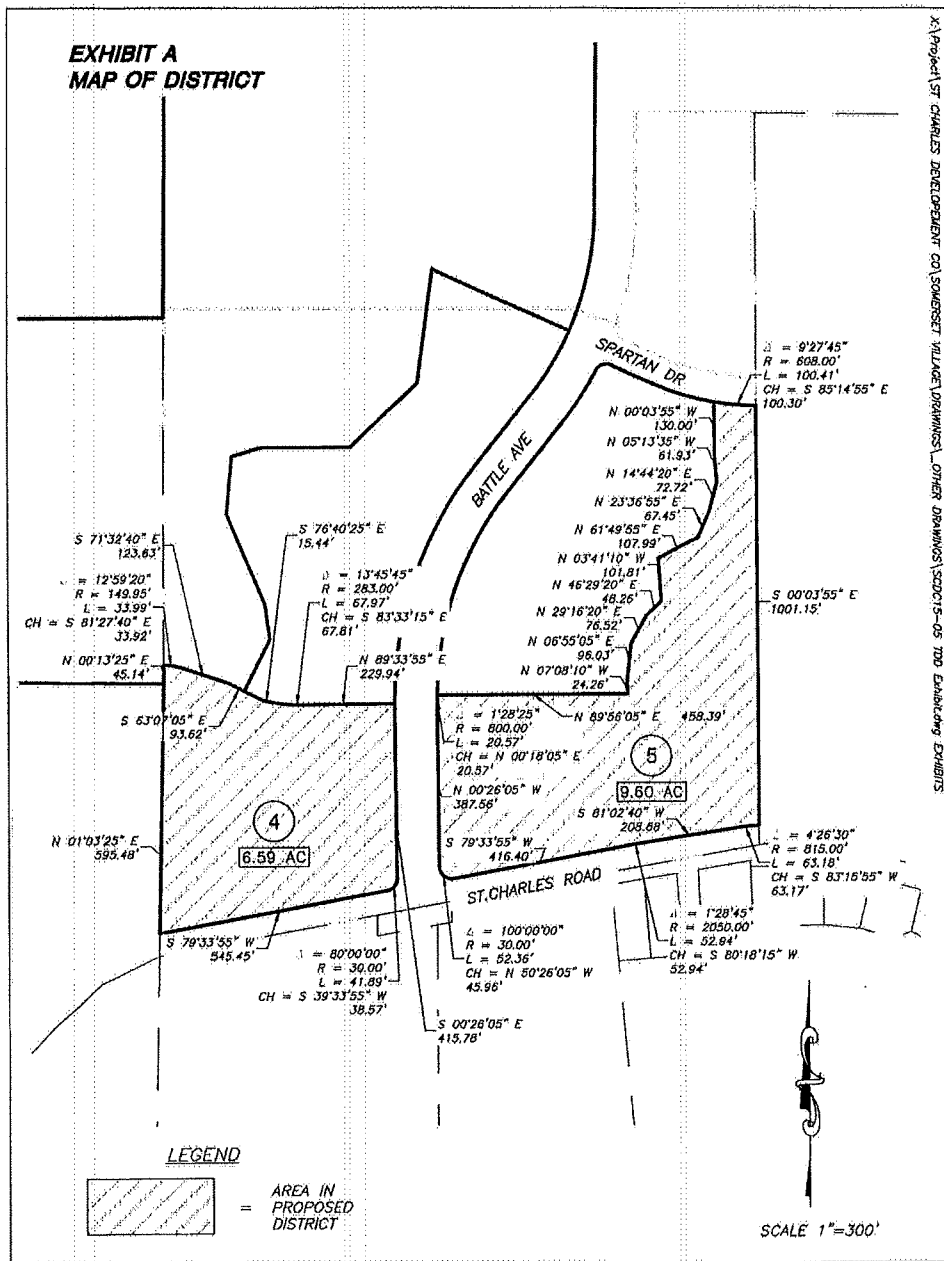 EXHIBIT A
MAP OF DISTRICT
X:\Project\ST CHARLES DEVELOPEMENT CO\SOMERSET VILLAGE\DRAWINGS\_OTHER DRAWINGS\SCDC15-05 TDD Exhibit.dwg EXHIBITS
SPARTAN DR
BATTLE AVE
Δ = 9°27'45"
R = 608.00'
L = 100.41'
CH = S 85°14'55" E
100.30'
N 00°03'55" W
130.00'
N 05°13'35" W
61.93'
N 14°44'20" E
72.72'
N 23°36'55" E
67.45'
N 61°49'55" E
107.99'
N 03°41'10" W
101.81'
N 46°29'20" E
48.26'
N 29°16'20" E
76.52'
N 06°55'05" E
96.03'
N 07°08'10" W
24.26'
S 00°03'55" E
1001.15'
S 71°32'40" E
123.63'
S 76°40'25" E
15.44'
= 12°59'20"
R = 149.95'
L = 33.99'
CH = S 81°27'40" E
33.92'
Δ = 13°45'45"
R = 283.00'
L = 67.97'
CH = S 83°33'15" E
67.81'
N 00°13'25" E
45.14'
N 89°33'55" E
229.94'
S 63°07'05" E
93.62'
Δ = 1°28'25"
R = 800.00'
L = 20.57'
CH = N 00°18'05" E
20.57'
N 89°56'05" E 458.39'
N 00°26'05" W
387.56'
5
9.60 AC
4
6.59 AC
S 81°02'40" W
208.88'
N 01°03'25" E
595.48'
S 79°33'55" W
416.40'
Δ = 4°26'30"
R = 815.00'
L = 63.18'
CH = S 83°15'55" W
63.17'
ST.CHARLES ROAD
S 79°33'55" W
545.45'
Δ = 80°00'00"
R = 30.00'
L = 41.89'
CH = S 39°33'55" W
38.57'
Δ = 100°00'00"
R = 30.00'
L = 52.36'
CH = N 50°26'05" W
45.96'
Δ = 1°28'45"
R = 2050.00'
L = 52.94'
CH = S 80°18'15" W
52.94'
S 00°26'05" E
415.78'
LEGEND
= AREA IN
PROPOSED
DISTRICT
SCALE 1"=300'